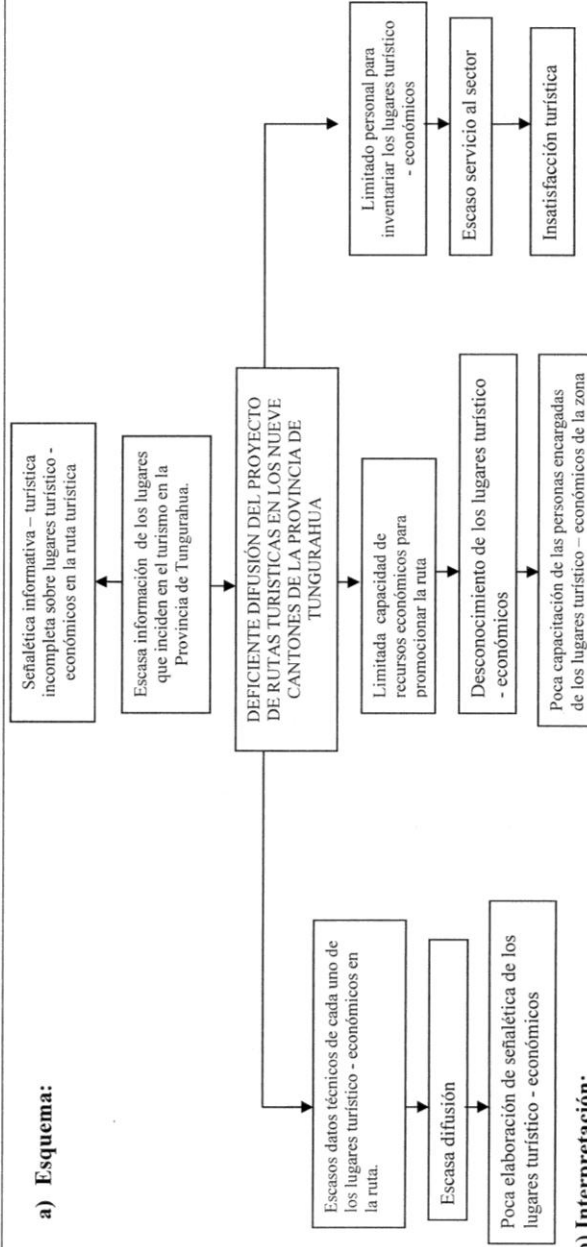 a) Esquema:
Señalética informativa – turística
incompleta sobre lugares turístico -
económicos en la ruta turística
Escasa información de los lugares
que inciden en el turismo en la
Provincia de Tungurahua.
DEFICIENTE DIFUSIÓN DEL PROYECTO
DE RUTAS TURISTICAS EN LOS NUEVE
CANTONES DE LA PROVINCIA DE
TUNGURAHUA
Escasos datos técnicos de cada uno de
los lugares turístico - económicos en
la ruta.
Escasa difusión
Poca elaboración de señalética de los
lugares turístico - económicos
Limitada capacidad de
recursos económicos para
promocionar la ruta
Desconocimiento de los lugares turístico
- económicos
Poca capacitación de las personas encargadas
de los lugares turístico – económicos de la zona
Limitado personal para
inventariar los lugares turístico
- económicos
Escaso servicio al sector
Insatisfacción turística
b) Interpretación: